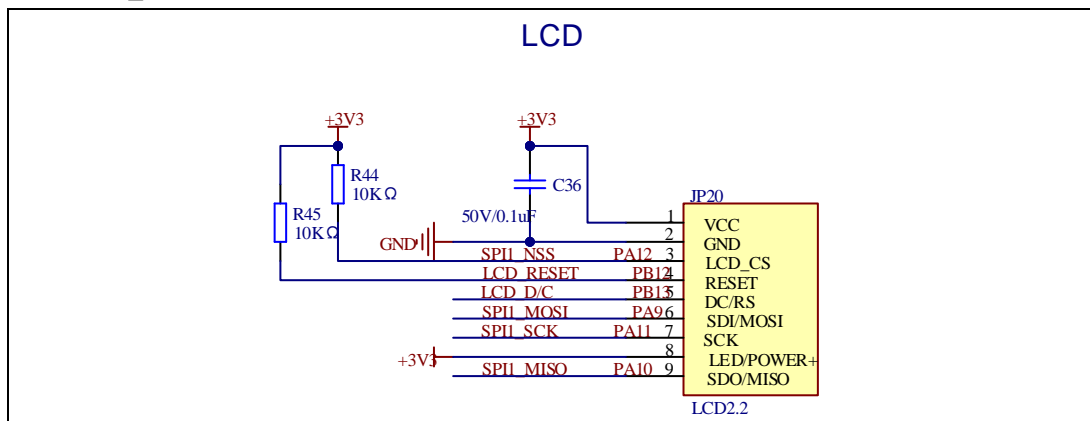 LCD
+3V3
+3V3
R44
10KΩ
R45
10KΩ
C36
50V/0.1uF
GND
JP20
1 VCC
2 GND
SPI1_NSS PA12 3 LCD_CS
LCD_RESET PB12 4 RESET
LCD_D/C PB13 5 DC/RS
SPI1_MOSI PA9 6 SDI/MOSI
SPI1_SCK PA11 7 SCK
+3V3 8 LED/POWER+
SPI1_MISO PA10 9 SDO/MISO
LCD2.2